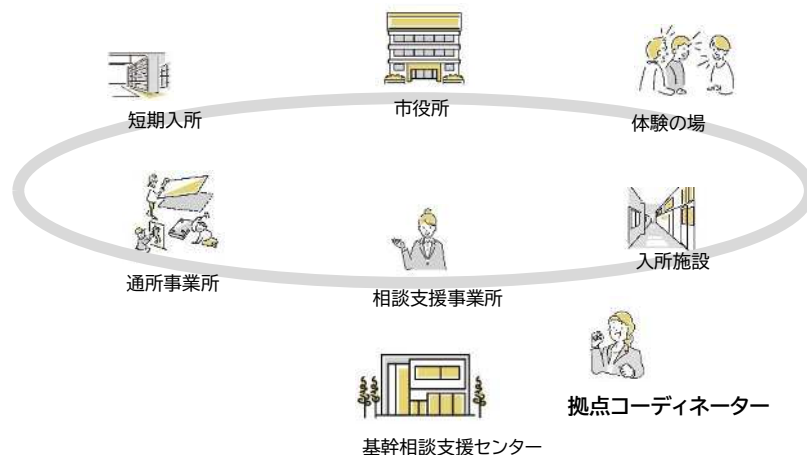 市役所
短期入所
体験の場
通所事業所
相談支援事業所
入所施設
拠点コーディネーター
基幹相談支援センター